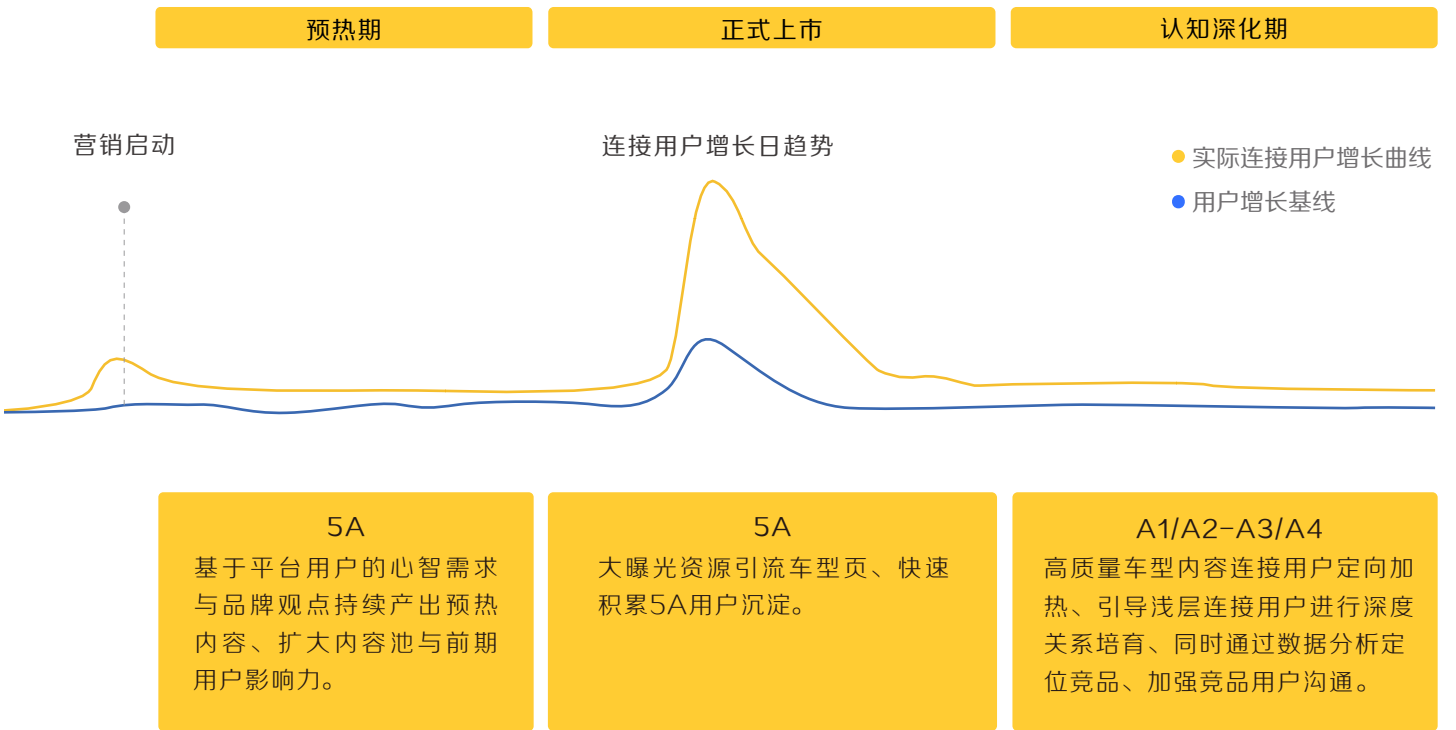 预热期
正式上市
认知深化期
营销启动
连接用户增长日趋势
实际连接用户增长曲线
用户增长基线
5A
基于平台用户的心智需求
与品牌观点持续产出预热
内容、扩大内容池与前期
用户影响力。
5A
大曝光资源引流车型页、快速
积累5A用户沉淀。
A1/A2-A3/A4
高质量车型内容连接用户定向加
热、引导浅层连接用户进行深度
关系培育、同时通过数据分析定
位竞品、加强竞品用户沟通。